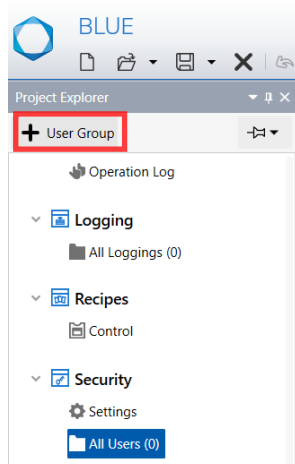 BLUE
Project Explorer
User Group
Operation Log
Logging
All Loggings (0)
Recipes
Control
Security
Settings
All Users (0)